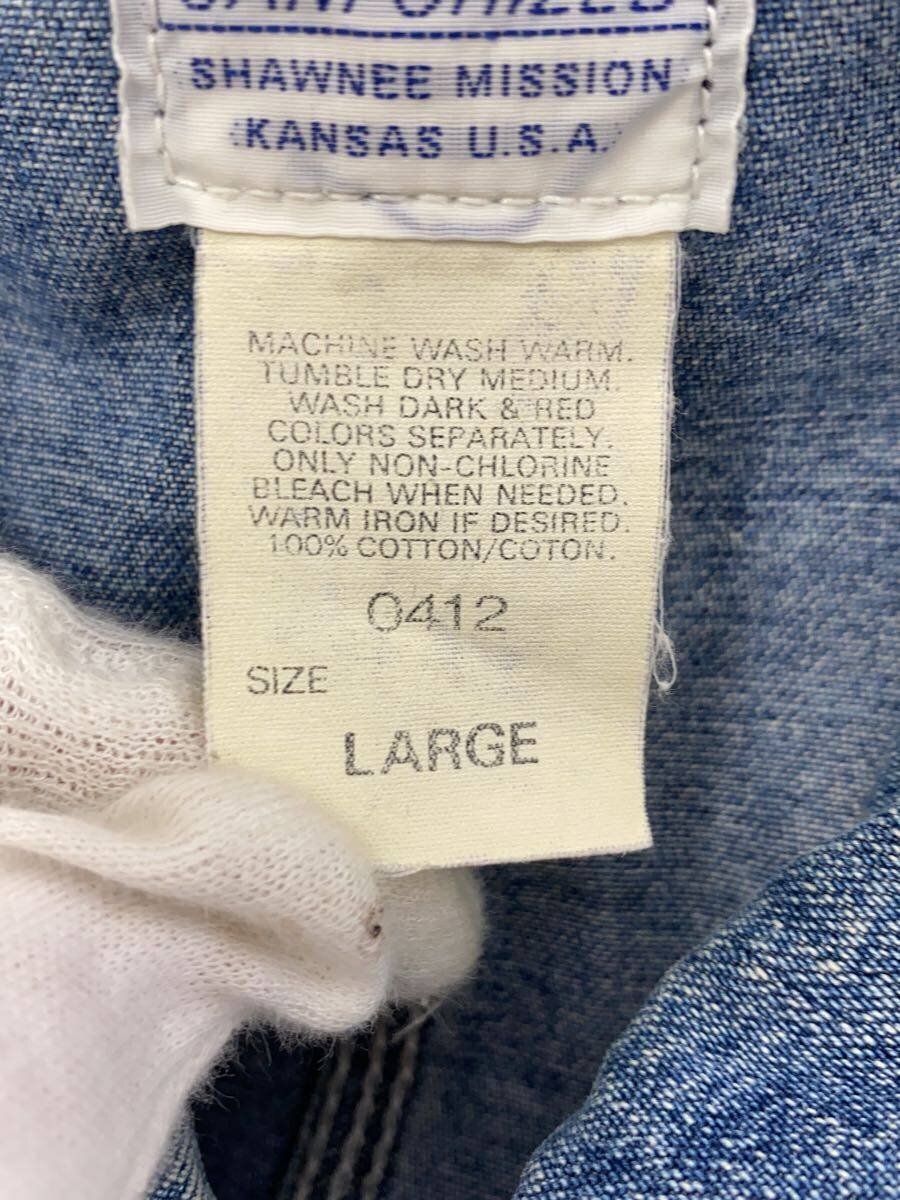 SANFORIZED
SHAWNEE MISSION
KANSAS U.S.A.
MACHINE WASH WARM.
TUMBLE DRY MEDIUM.
WASH DARK & RED
COLORS SEPARATELY.
ONLY NON-CHLORINE
BLEACH WHEN NEEDED.
WARM IRON IF DESIRED.
100% COTTON/COTON.
0412
SIZE
LARGE